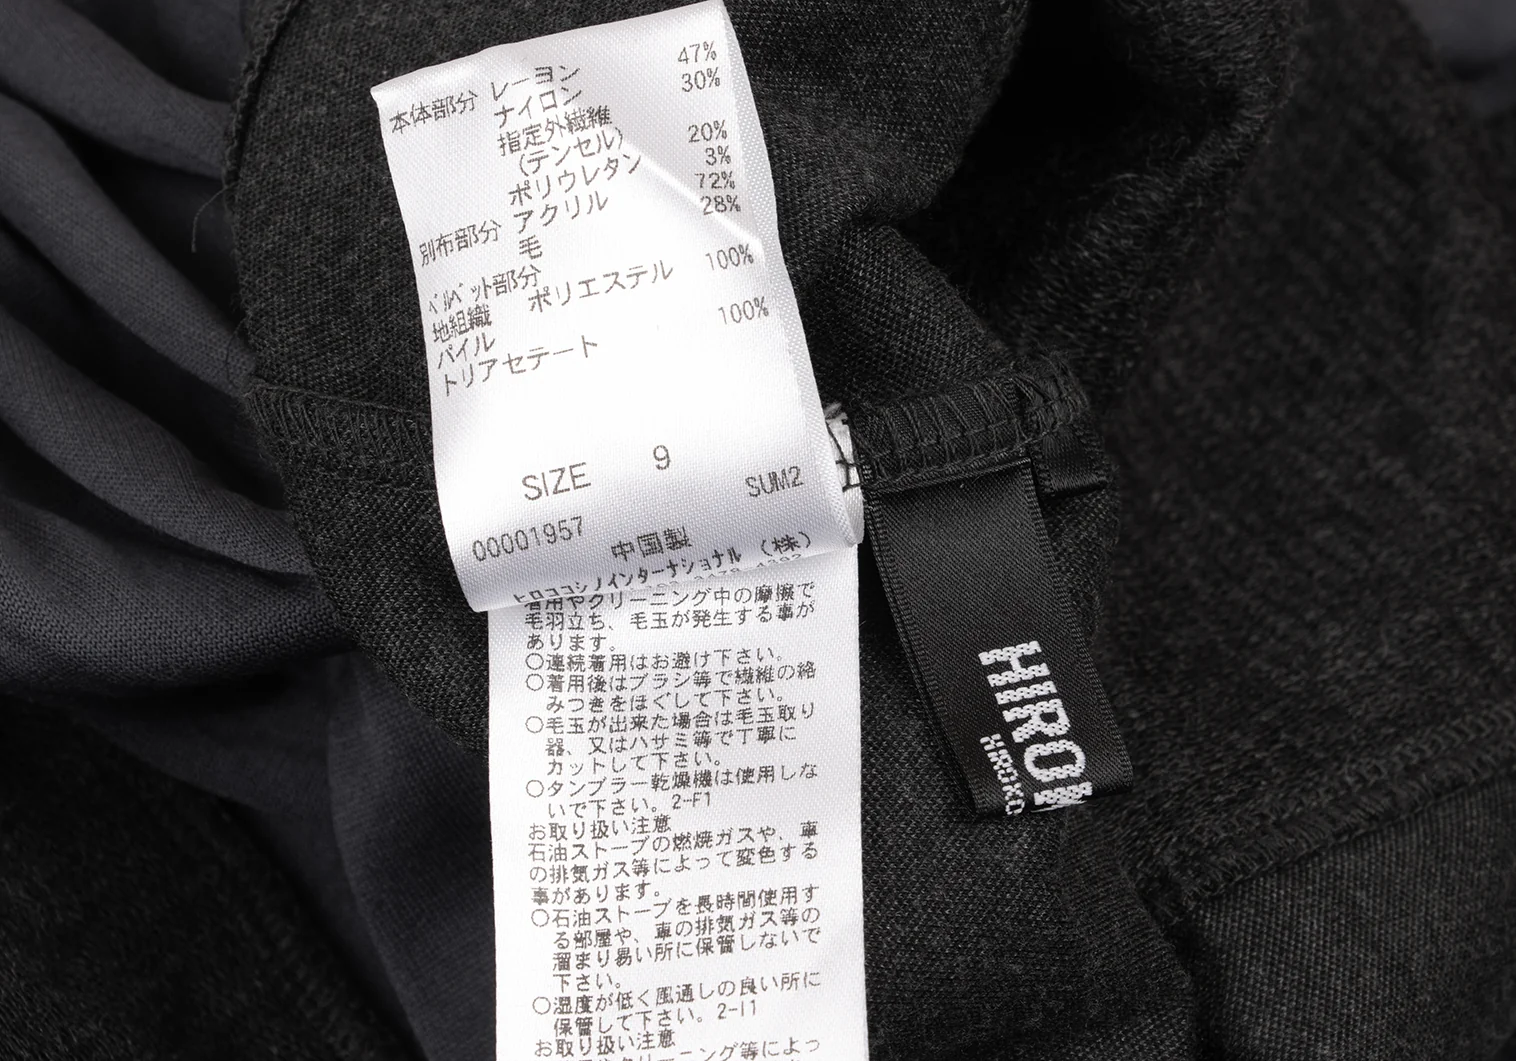 本体部分 レーヨン 47%
ナイロン 30%
指定外繊維
(テンセル) 20%
ポリウレタン 3%
別布部分 アクリル 72%
毛 28%
ベルベット部分
地組織 ポリエステル 100%
パイル
トリアセテート 100%
SIZE 9
SUM2
00001957
中国製
ヒロココシノインターナショナル (株)
着用やクリーニング中の摩擦で
毛羽立ち、毛玉が発生する事が
あります。
○連続着用はお避け下さい。
○着用後はブラシ等で繊維の絡
みつきをほぐして下さい。
○毛玉が出来た場合は毛玉取り
器、又はハサミ等で丁寧に
カットして下さい。
○タンブラー乾燥機は使用しな
いで下さい。2-F1
お取り扱い注意
石油ストーブの燃焼ガスや、車
の排気ガス等によって変色する
事があります。
○石油ストーブを長時間使用す
る部屋や、車の排気ガス等の
溜まり易い所に保管しないで
下さい。
○湿度が低く風通しの良い所に
保管して下さい。2-I1
お取り扱い注意
HIRO
HIROKO